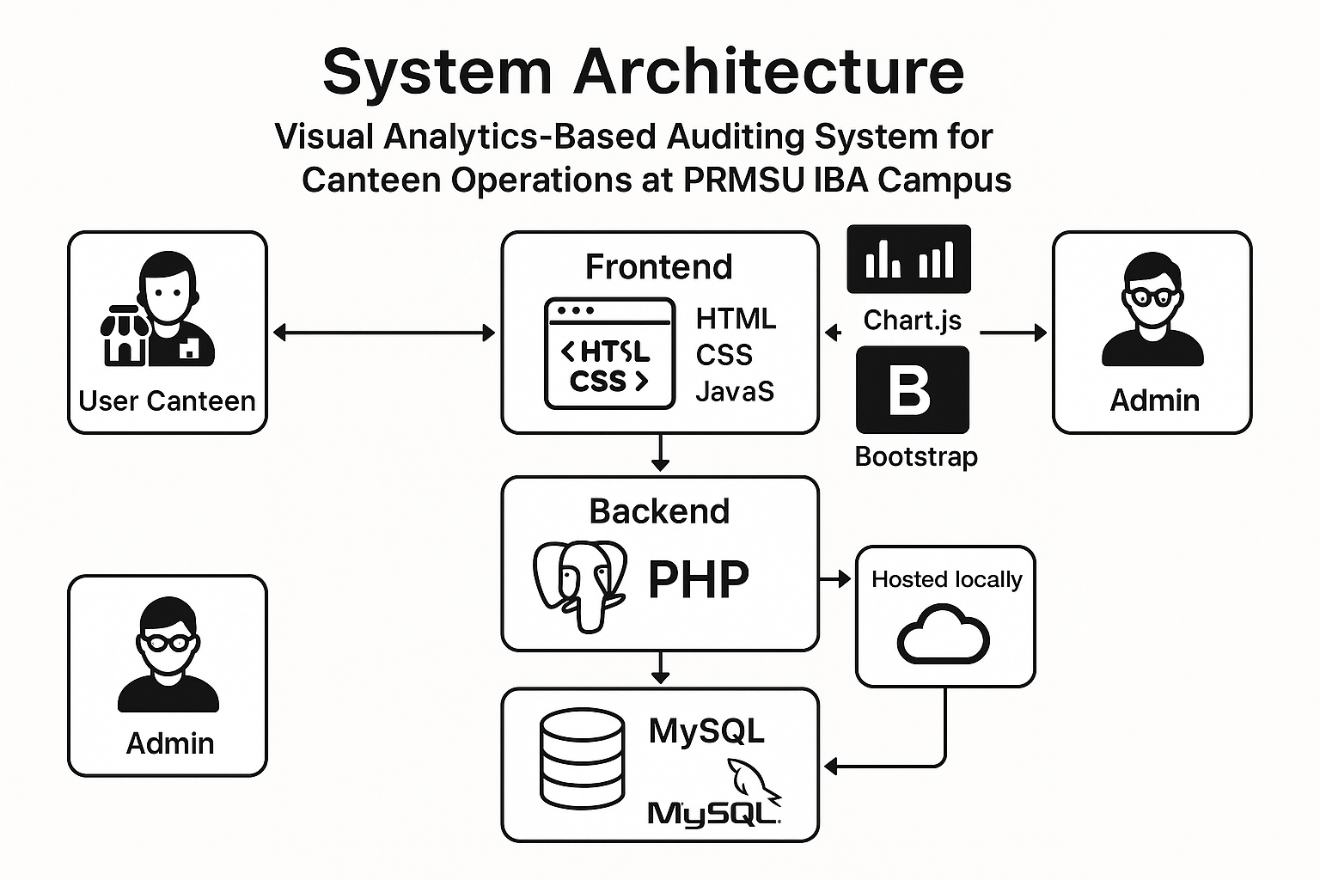 System Architecture
Visual Analytics-Based Auditing System for
Canteen Operations at PRMSU IBA Campus
User Canteen
Frontend
<HTSL
CSS >
HTML
CSS
JavaS
Chart.js
B
Bootstrap
Admin
Backend
PHP
Hosted locally
Admin
MySQL
MySQL.